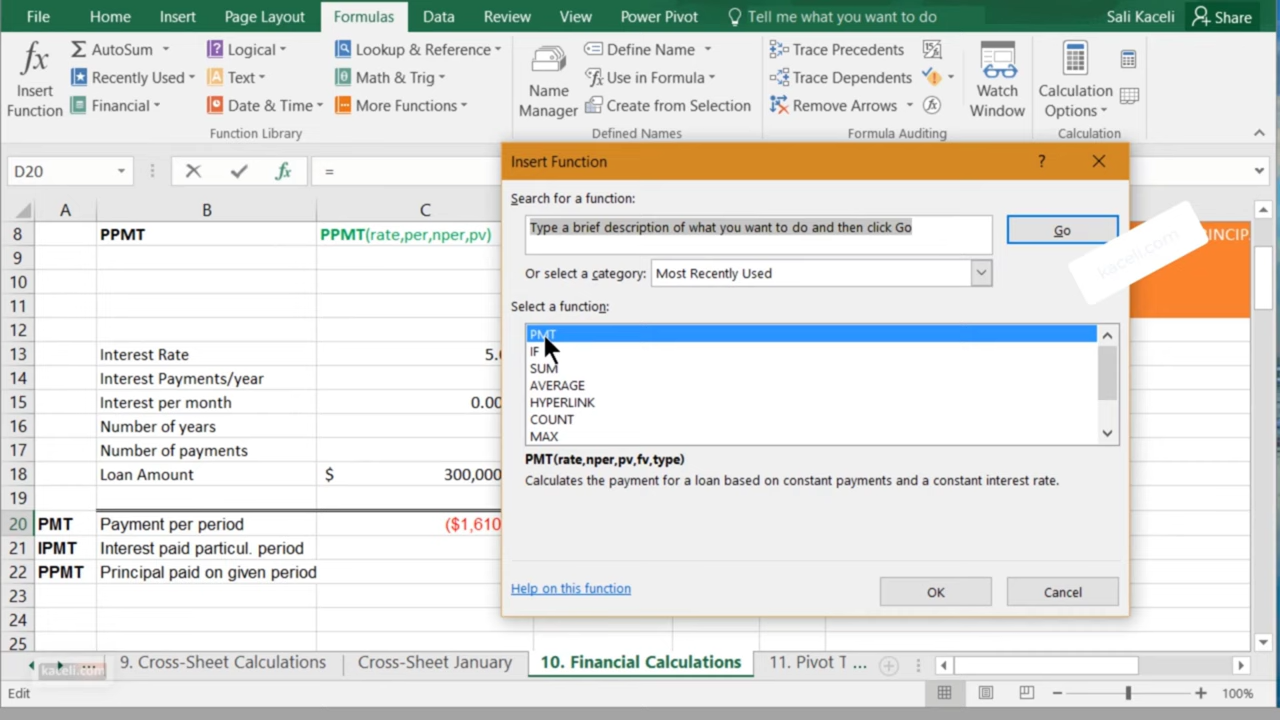 File Home Insert Page Layout Formulas Data Review View Power Pivot Tell me what you want to do Sali Kaceli Share
fx Insert Function
Σ AutoSum
Recently Used
Financial
Logical
Text
Date & Time
Lookup & Reference
Math & Trig
More Functions
Function Library
Name Manager
Define Name
Use in Formula
Create from Selection
Defined Names
Trace Precedents
Trace Dependents
Remove Arrows
Formula Auditing
Watch Window
Calculation Options
Calculation
D20 fx =
A B C
8 PPMT PPMT(rate,per,nper,pv)
9
10
11
12
13 Interest Rate 5.
14 Interest Payments/year
15 Interest per month 0.00
16 Number of years
17 Number of payments
18 Loan Amount $ 300,000
19
20 PMT Payment per period ($1,610
21 IPMT Interest paid particul. period
22 PPMT Principal paid on given period
23
24
25
Insert Function ?
Search for a function:
Type a brief description of what you want to do and then click Go
Go
Or select a category: Most Recently Used
Select a function:
PMT
IF
SUM
AVERAGE
HYPERLINK
COUNT
MAX
PMT(rate,nper,pv,fv,type)
Calculates the payment for a loan based on constant payments and a constant interest rate.
Help on this function
OK Cancel
kaceli.com
INCIP
kaceli.com
... 9. Cross-Sheet Calculations Cross-Sheet January 10. Financial Calculations 11. Pivot T ...
Edit 100%